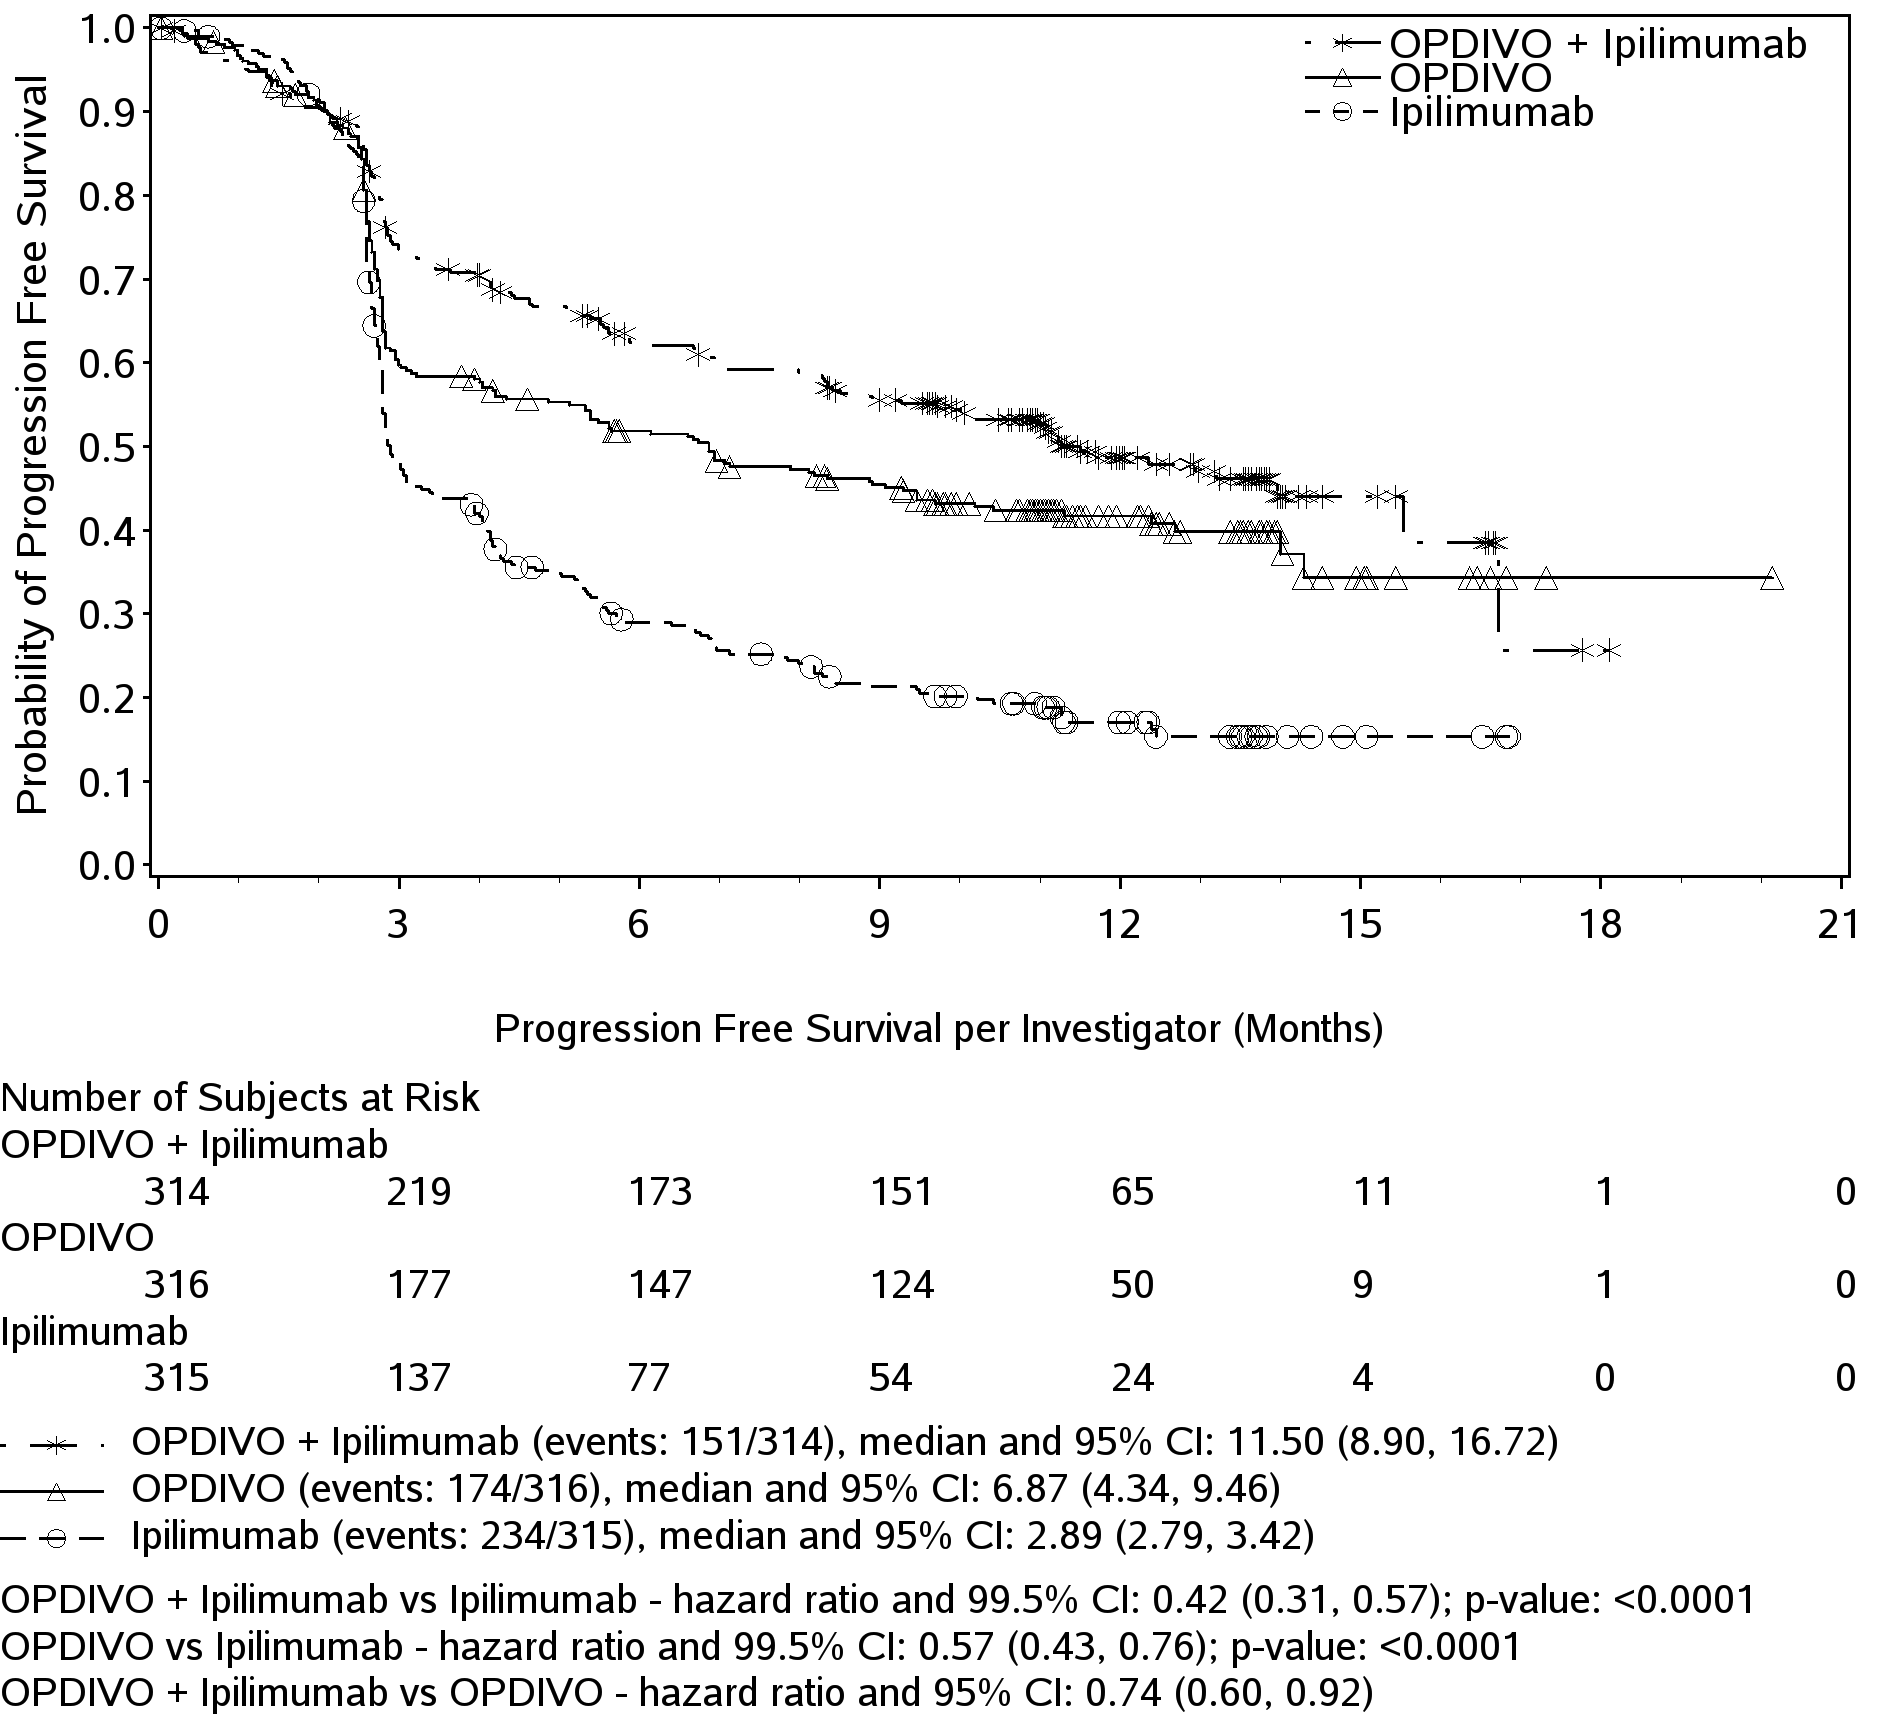 Probability of Progression Free Survival
1.0
0.9
0.8
0.7
0.6
0.5
0.4
0.3
0.2
0.1
0.0
OPDIVO + Ipilimumab
OPDIVO
Ipilimumab
0 3 6 9 12 15 18 21
Progression Free Survival per Investigator (Months)
Number of Subjects at Risk
OPDIVO + Ipilimumab
314 219 173 151 65 11 1 0
OPDIVO
316 177 147 124 50 9 1 0
Ipilimumab
315 137 77 54 24 4 0 0
OPDIVO + Ipilimumab (events: 151/314), median and 95% CI: 11.50 (8.90, 16.72)
OPDIVO (events: 174/316), median and 95% CI: 6.87 (4.34, 9.46)
Ipilimumab (events: 234/315), median and 95% CI: 2.89 (2.79, 3.42)
OPDIVO + Ipilimumab vs Ipilimumab - hazard ratio and 99.5% CI: 0.42 (0.31, 0.57); p-value: <0.0001
OPDIVO vs Ipilimumab - hazard ratio and 99.5% CI: 0.57 (0.43, 0.76); p-value: <0.0001
OPDIVO + Ipilimumab vs OPDIVO - hazard ratio and 95% CI: 0.74 (0.60, 0.92)